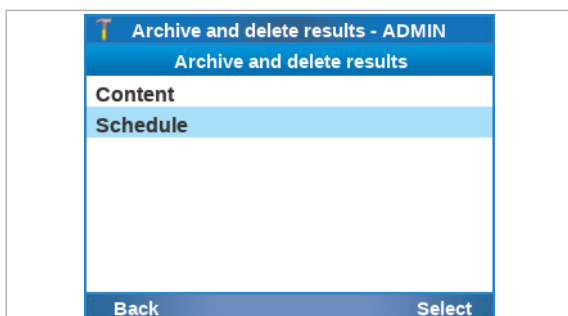 Archive and delete results - ADMIN
Archive and delete results
Content
Schedule
Back Select